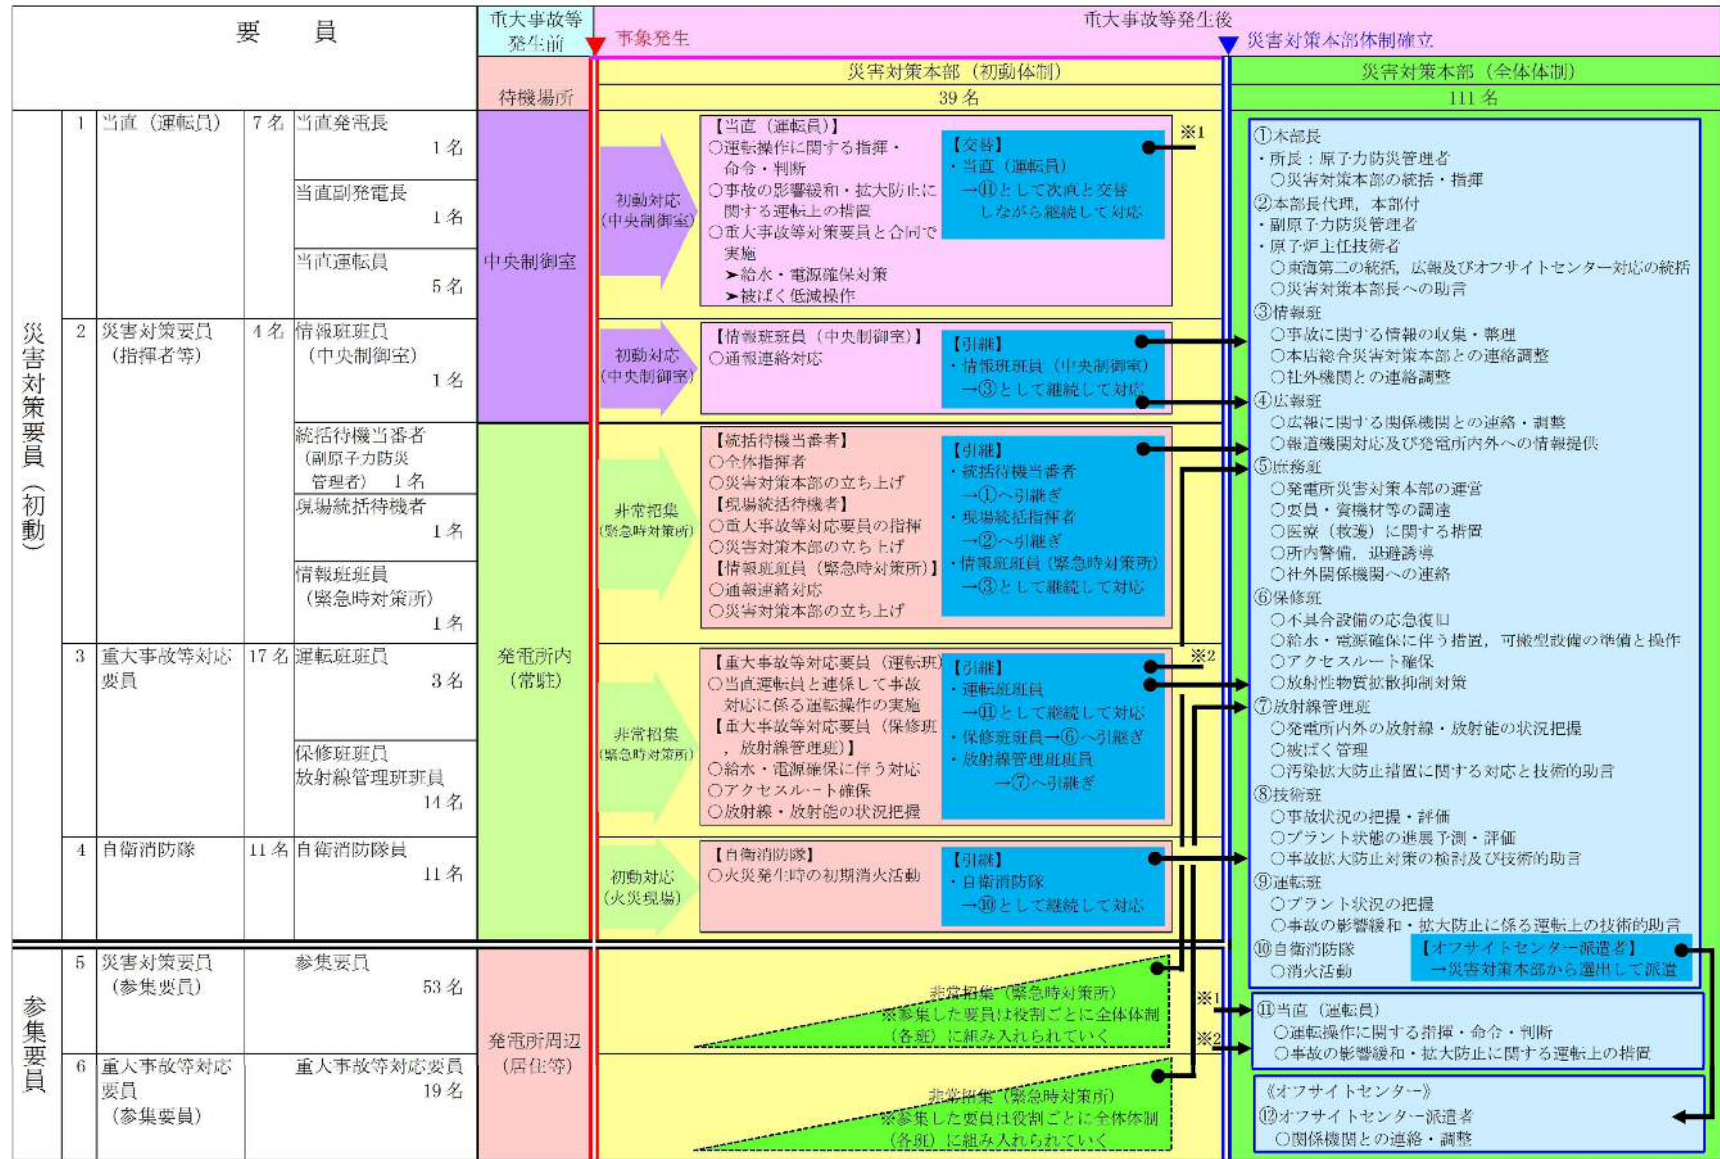 要員
重大事故等
発生前
重大事故等発生後
事象発生
災害対策本部体制確立
待機場所
災害対策本部（初動体制）
39名
災害対策本部（全体体制）
111名
災害対策要員（初動）
1 当直（運転員） 7名
当直発電長
1名
当直副発電長
1名
当直運転員
5名
中央制御室
初動対応
(中央制御室)
【当直（運転員）】
○運転操作に関する指揮・
命令・判断
○事故の影響緩和・拡大防止に
関する運転上の措置
○重大事故等対策要員と合同で
実施
➤給水・電源確保対策
➤被ばく低減操作
【交替】
・当直（運転員）
→⑪として次直と交替
しながら継続して対応
※1
2 災害対策要員 4名
（指揮者等）
情報班班員
（中央制御室）
1名
初動対応
(中央制御室)
【情報班班員（中央制御室）】
○通報連絡対応
【引継】
・情報班班員（中央制御室）
→③として継続して対応
統括待機当番者
（副原子力防災
管理者） 1名
現場統括待機者
1名
情報班班員
（緊急時対策所）
1名
発電所内
（常駐）
非常招集
(緊急時対策所)
【統括待機当番者】
○全体指揮者
○災害対策本部の立ち上げ
【現場統括待機者】
○重大事故等対応要員の指揮
○災害対策本部の立ち上げ
【情報班班員（緊急時対策所）】
○通報連絡対応
○災害対策本部の立ち上げ
【引継】
・統括待機当番者
→①へ引継ぎ
・現場統括指揮者
→②へ引継ぎ
・情報班班員（緊急時対策所）
→③として継続して対応
3 重大事故等対応 17名
要員
運転班班員
3名
保修班班員
放射線管理班班員
14名
非常招集
(緊急時対策所)
【重大事故等対応要員（運転班）
○当直運転員と連係して事故
対応に係る運転操作の実施
【重大事故等対応要員（保修班
，放射線管理班）】
○給水・電源確保に伴う対応
○アクセスルート確保
○放射線・放射能の状況把握
【引継】
・運転班班員
→⑪として継続して対応
・保修班班員→⑥へ引継ぎ
・放射線管理班班員
→⑦へ引継ぎ
※2
4 自衛消防隊 11名
自衛消防隊員
11名
初動対応
(火災現場)
【自衛消防隊】
○火災発生時の初期消火活動
【引継】
・自衛消防隊
→⑩として継続して対応
参集要員
5 災害対策要員
（参集要員）
参集要員
53名
発電所周辺
（居住等）
非常招集（緊急時対策所）
※参集した要員は役割ごとに全体体制
（各班）に組み入れられていく
6 重大事故等対応
要員
（参集要員）
重大事故等対応要員
19名
非常招集（緊急時対策所）
※参集した要員は役割ごとに全体体制
（各班）に組み入れられていく
①本部長
・所長：原子力防災管理者
○災害対策本部の統括・指揮
②本部長代理，本部付
・副原子力防災管理者
・原子炉主任技術者
○東海第二の統括，広報及びオフサイトセンター対応の統括
○災害対策本部長への助言
③情報班
○事故に関する情報の収集・整理
○本店総合災害対策本部との連絡調整
○社外機関との連絡調整
④広報班
○広報に関する関係機関との連絡・調整
○報道機関対応及び発電所内外への情報提供
⑤庶務班
○発電所災害対策本部の運営
○要員・資機材等の調達
○医療（救護）に関する措置
○所内警備，退避誘導
○社外関係機関への連絡
⑥保修班
○不具合設備の応急復旧
○給水・電源確保に伴う措置，可搬型設備の準備と操作
○アクセスルート確保
○放射性物質拡散抑制対策
⑦放射線管理班
○発電所内外の放射線・放射能の状況把握
○被ばく管理
○汚染拡大防止措置に関する対応と技術的助言
⑧技術班
○事故状況の把握・評価
○プラント状態の進展予測・評価
○事故拡大防止対策の検討及び技術的助言
⑨運転班
○プラント状況の把握
○事故の影響緩和・拡大防止に係る運転上の技術的助言
⑩自衛消防隊
○消火活動
【オフサイトセンター派遣者】
→災害対策本部から選出して派遣
※1
※2
⑪当直（運転員）
○運転操作に関する指揮・命令・判断
○事故の影響緩和・拡大防止に関する運転上の措置
《オフサイトセンター》
⑫オフサイトセンター派遣者
○関係機関との連絡・調整